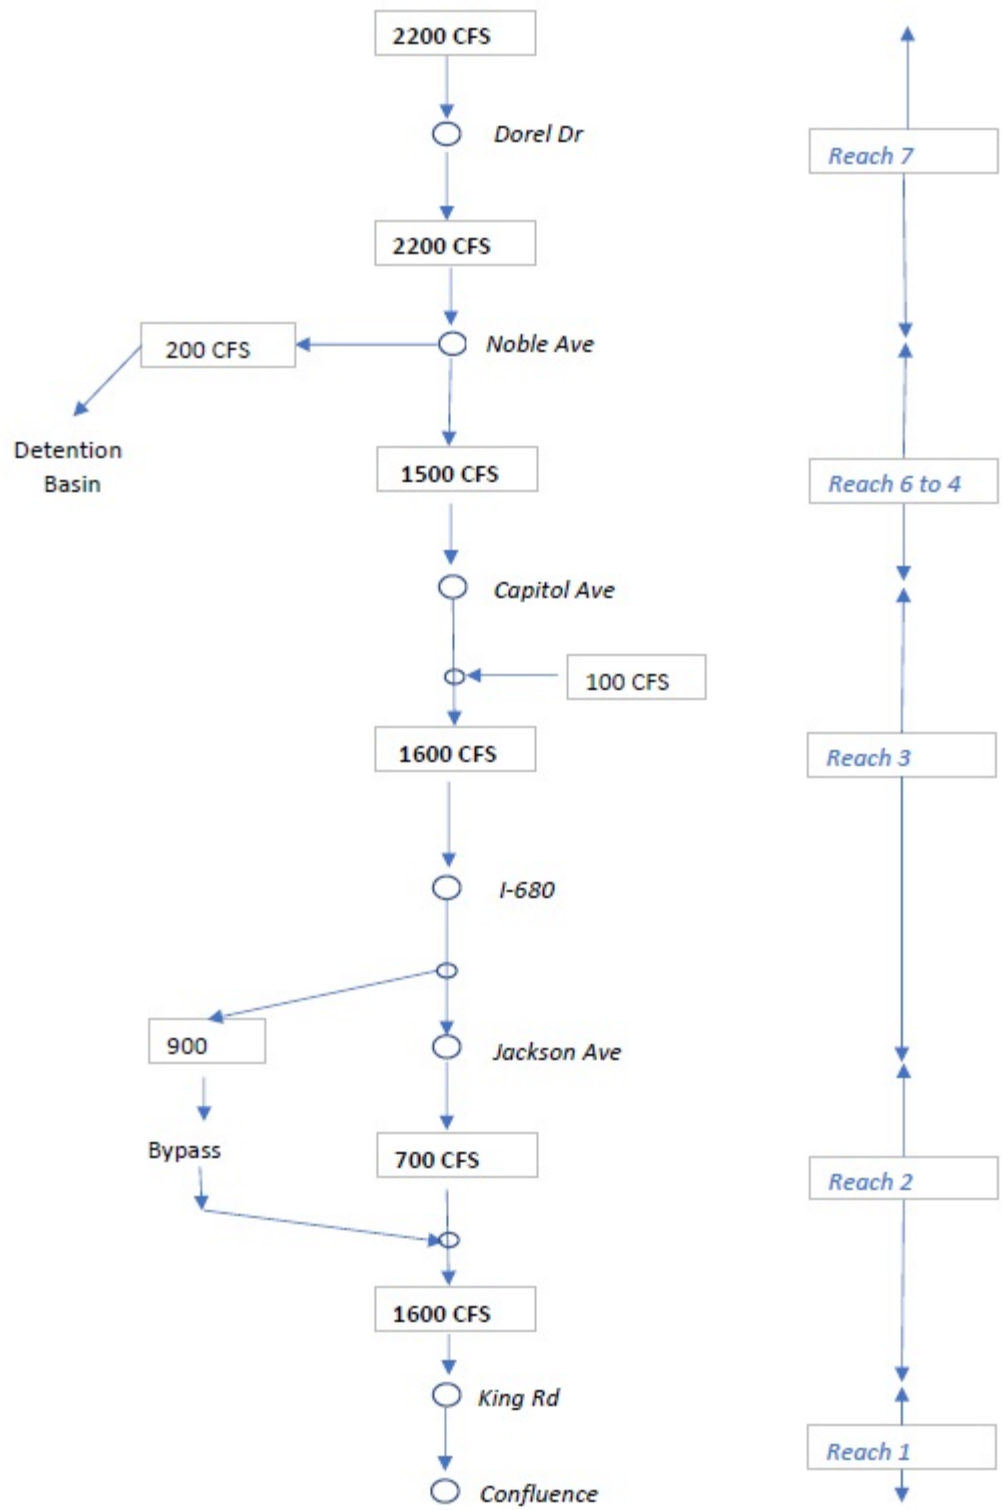 2200 CFS
Dorel Dr
Reach 7
2200 CFS
200 CFS
Noble Ave
Detention
Basin
1500 CFS
Reach 6 to 4
Capitol Ave
100 CFS
1600 CFS
Reach 3
I-680
900
Jackson Ave
Bypass
700 CFS
Reach 2
1600 CFS
King Rd
Reach 1
Confluence